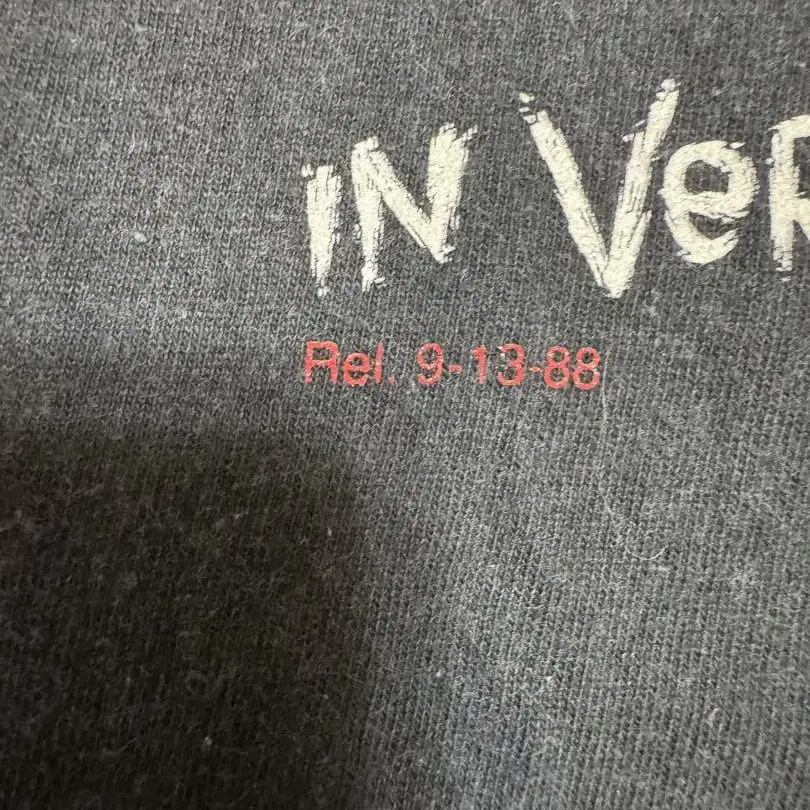 IN VeR
Rel. 9-13-88